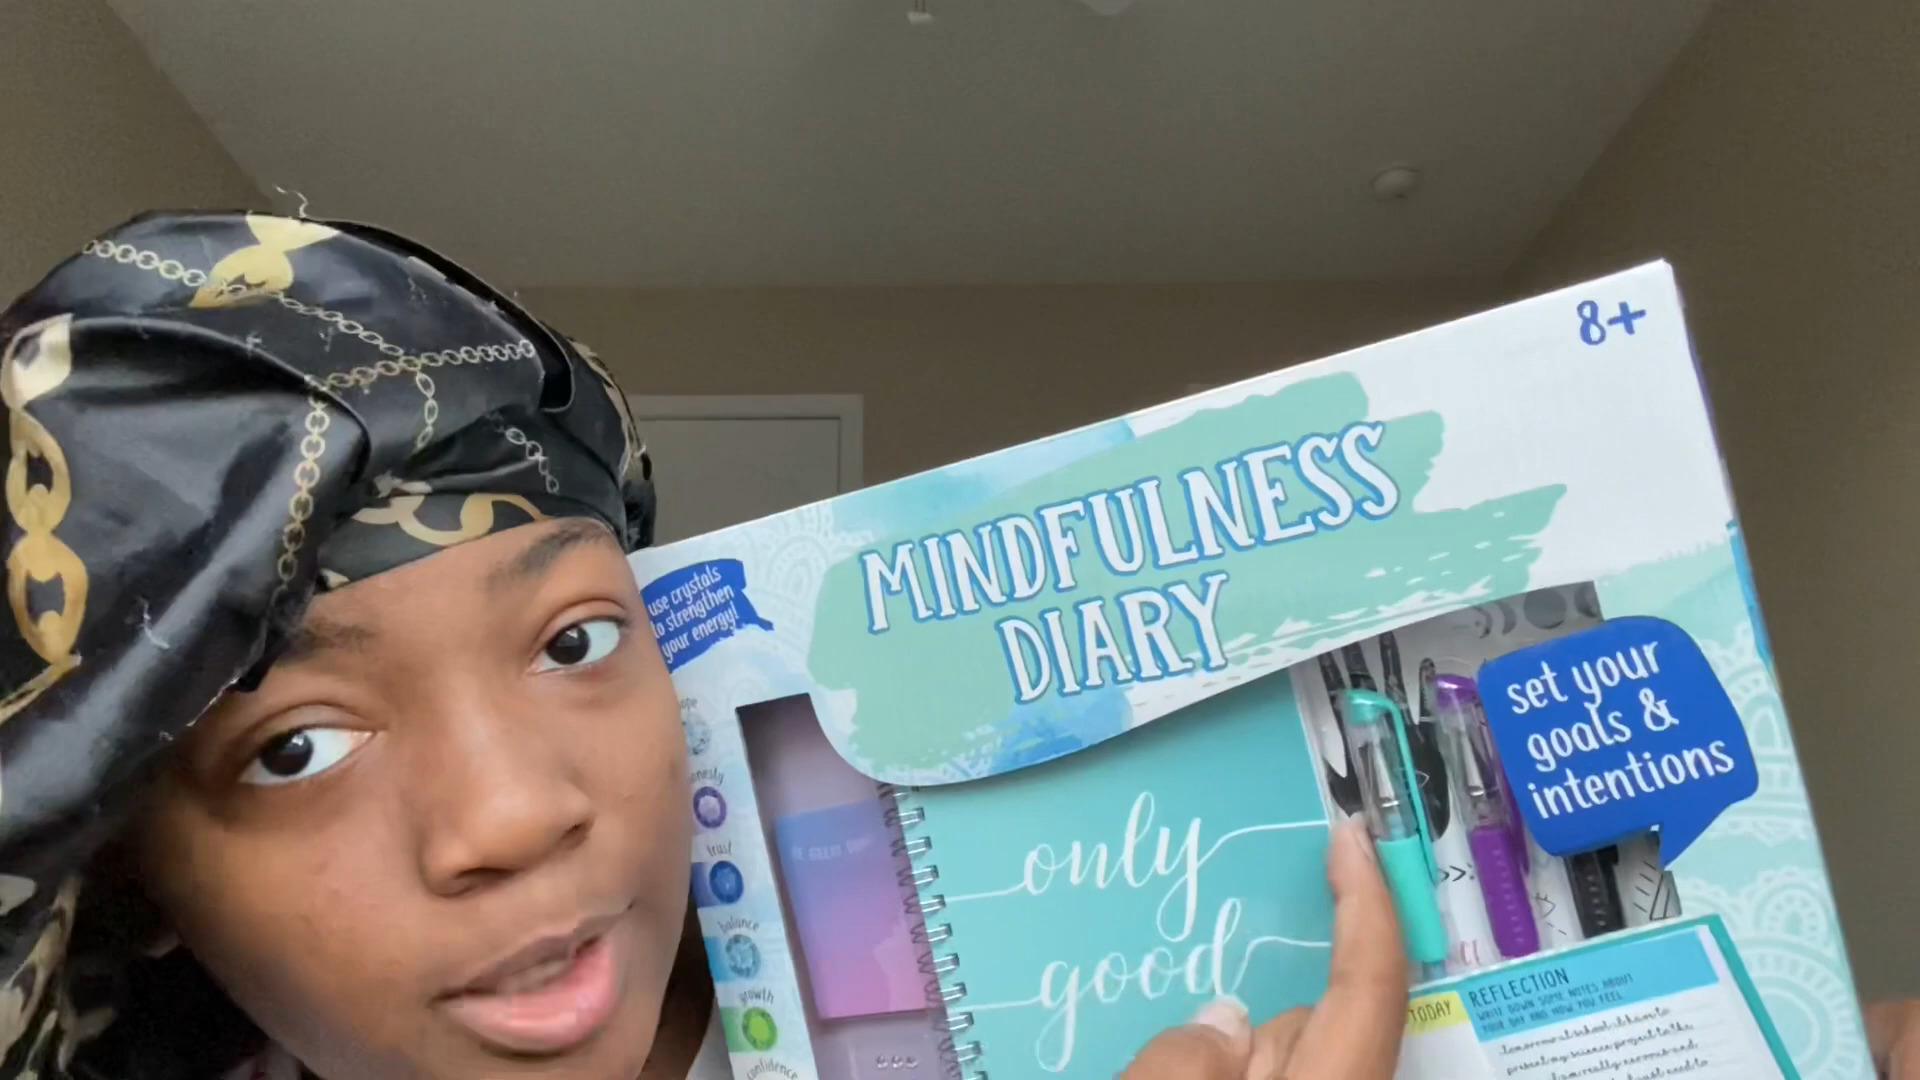 8+
MINDFULNESS
DIARY
use crystals
to strengthen
your energy!
set your
goals &
intentions
only
good
trust
balance
growth
confidence
TODAY
REFLECTION
WRITE DOWN SOME NOTES ABOUT
YOUR DAY AND HOW YOU FEEL